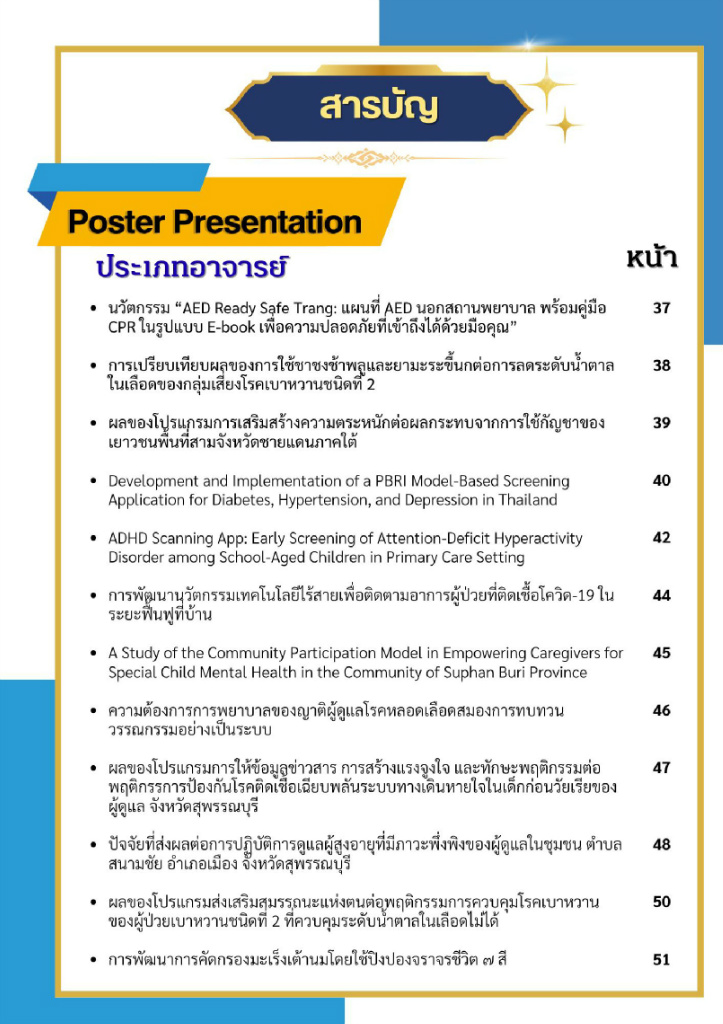 สารบัญ
Poster Presentation
ประเภทอาจารย์
หน้า
• นวัตกรรม “AED Ready Safe Trang: แผนที่ AED นอกสถานพยาบาล พร้อมคู่มือ 37
CPR ในรูปแบบ E-book เพื่อความปลอดภัยที่เข้าถึงได้ด้วยมือคุณ”
• การเปรียบเทียบผลของการใช้ชาชงช้าพลูและยามะระขี้นกต่อการลดระดับน้ำตาล 38
ในเลือดของกลุ่มเสี่ยงโรคเบาหวานชนิดที่ 2
• ผลของโปรแกรมการเสริมสร้างความตระหนักต่อผลกระทบจากการใช้กัญชาของ 39
เยาวชนพื้นที่สามจังหวัดชายแดนภาคใต้
• Development and Implementation of a PBRI Model-Based Screening 40
Application for Diabetes, Hypertension, and Depression in Thailand
• ADHD Scanning App: Early Screening of Attention-Deficit Hyperactivity 42
Disorder among School-Aged Children in Primary Care Setting
• การพัฒนานวัตกรรมเทคโนโลยีไร้สายเพื่อติดตามอาการผู้ป่วยที่ติดเชื้อโควิด-19 ใน 44
ระยะฟื้นฟูที่บ้าน
• A Study of the Community Participation Model in Empowering Caregivers for 45
Special Child Mental Health in the Community of Suphan Buri Province
• ความต้องการการพยาบาลของญาติผู้ดูแลโรคหลอดเลือดสมองการทบทวน 46
วรรณกรรมอย่างเป็นระบบ
• ผลของโปรแกรมการให้ข้อมูลข่าวสาร การสร้างแรงจูงใจ และทักษะพฤติกรรมต่อ 47
พฤติกรรการป้องกันโรคติดเชื้อเฉียบพลันระบบทางเดินหายใจในเด็กก่อนวัยเรียของ
ผู้ดูแล จังหวัดสุพรรณบุรี
• ปัจจัยที่ส่งผลต่อการปฏิบัติการดูแลผู้สูงอายุที่มีภาวะพึ่งพิงของผู้ดูแลในชุมชน ตำบล 48
สนามชัย อำเภอเมือง จังหวัดสุพรรณบุรี
• ผลของโปรแกรมส่งเสริมสมรรถนะแห่งตนต่อพฤติกรรมการควบคุมโรคเบาหวาน 50
ของผู้ป่วยเบาหวานชนิดที่ 2 ที่ควบคุมระดับน้ำตาลในเลือดไม่ได้
• การพัฒนาการคัดกรองมะเร็งเต้านมโดยใช้ปิงปองจราจรชีวิต ๗ สี 51